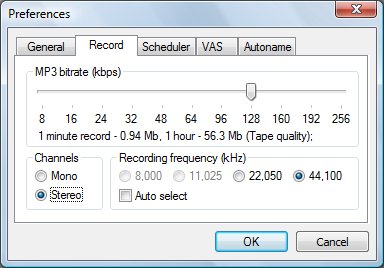 Preferences
General Record Scheduler VAS Autoname
MP3 bitrate (kbps)
8 16 24 32 48 64 96 128 160 192 256
1 minute record - 0.94 Mb, 1 hour - 56.3 Mb (Tape quality);
Channels
Mono
Stereo
Recording frequency (kHz)
8,000 11,025 22,050 44,100
Auto select
OK Cancel